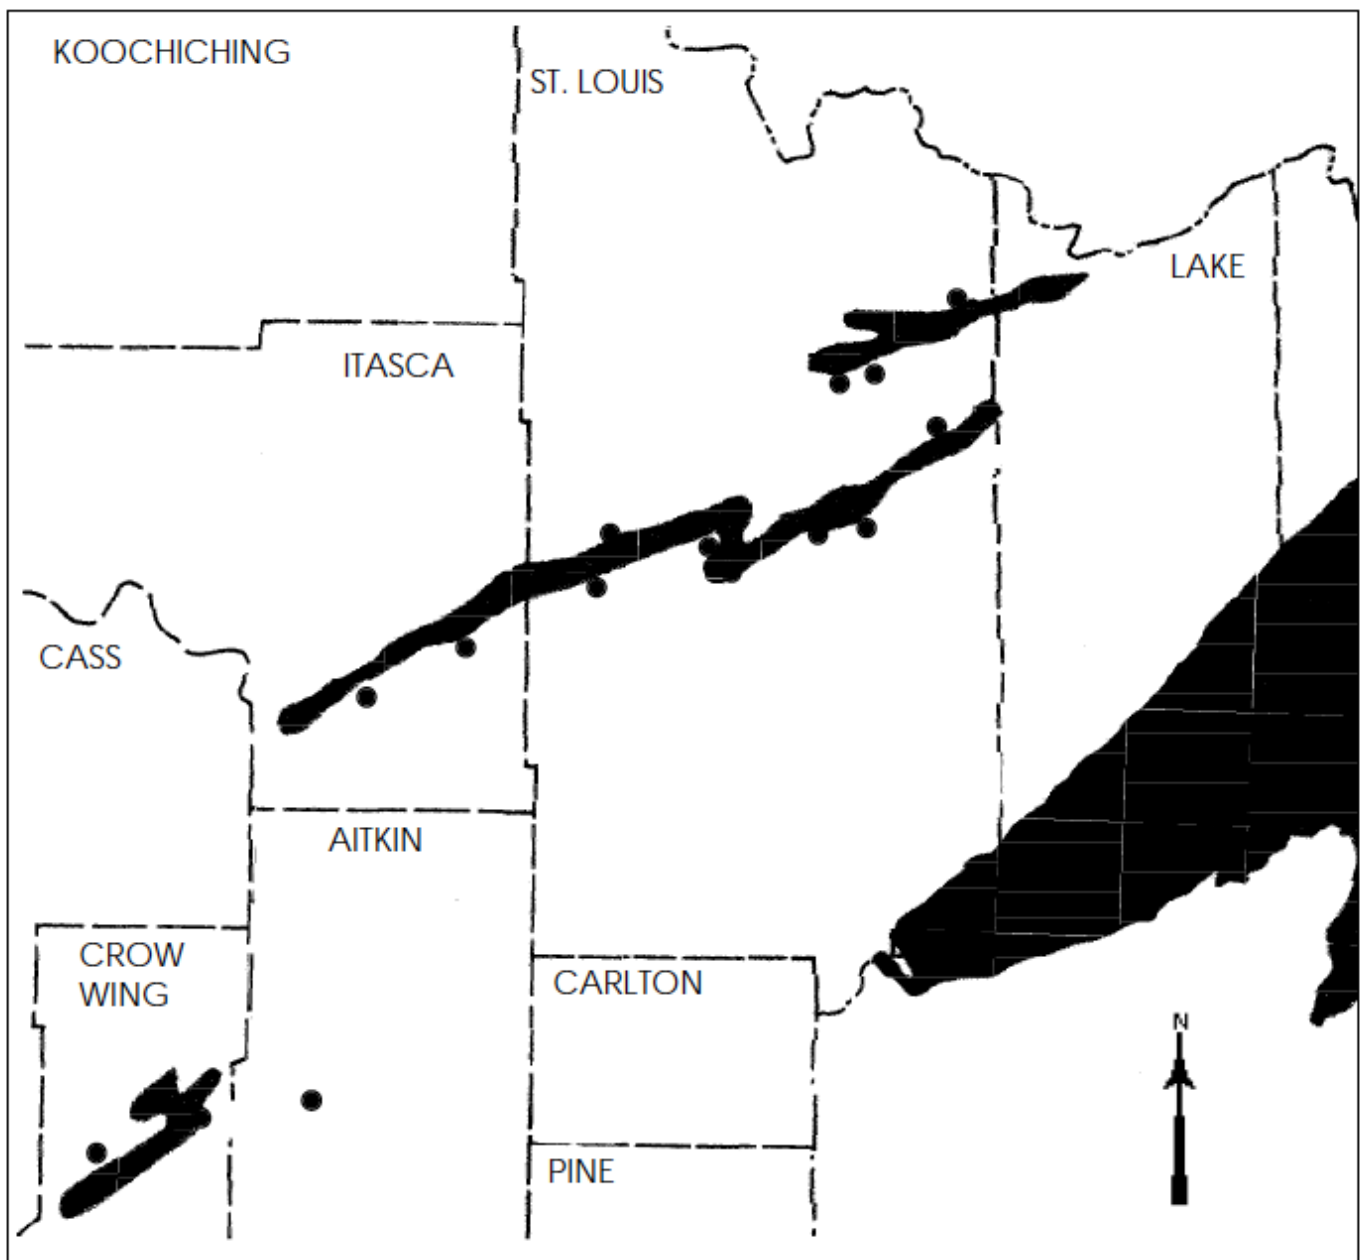 KOOCHICHING
ST. LOUIS
LAKE
ITASCA
CASS
AITKIN
CROW
WING
CARLTON
N
PINE